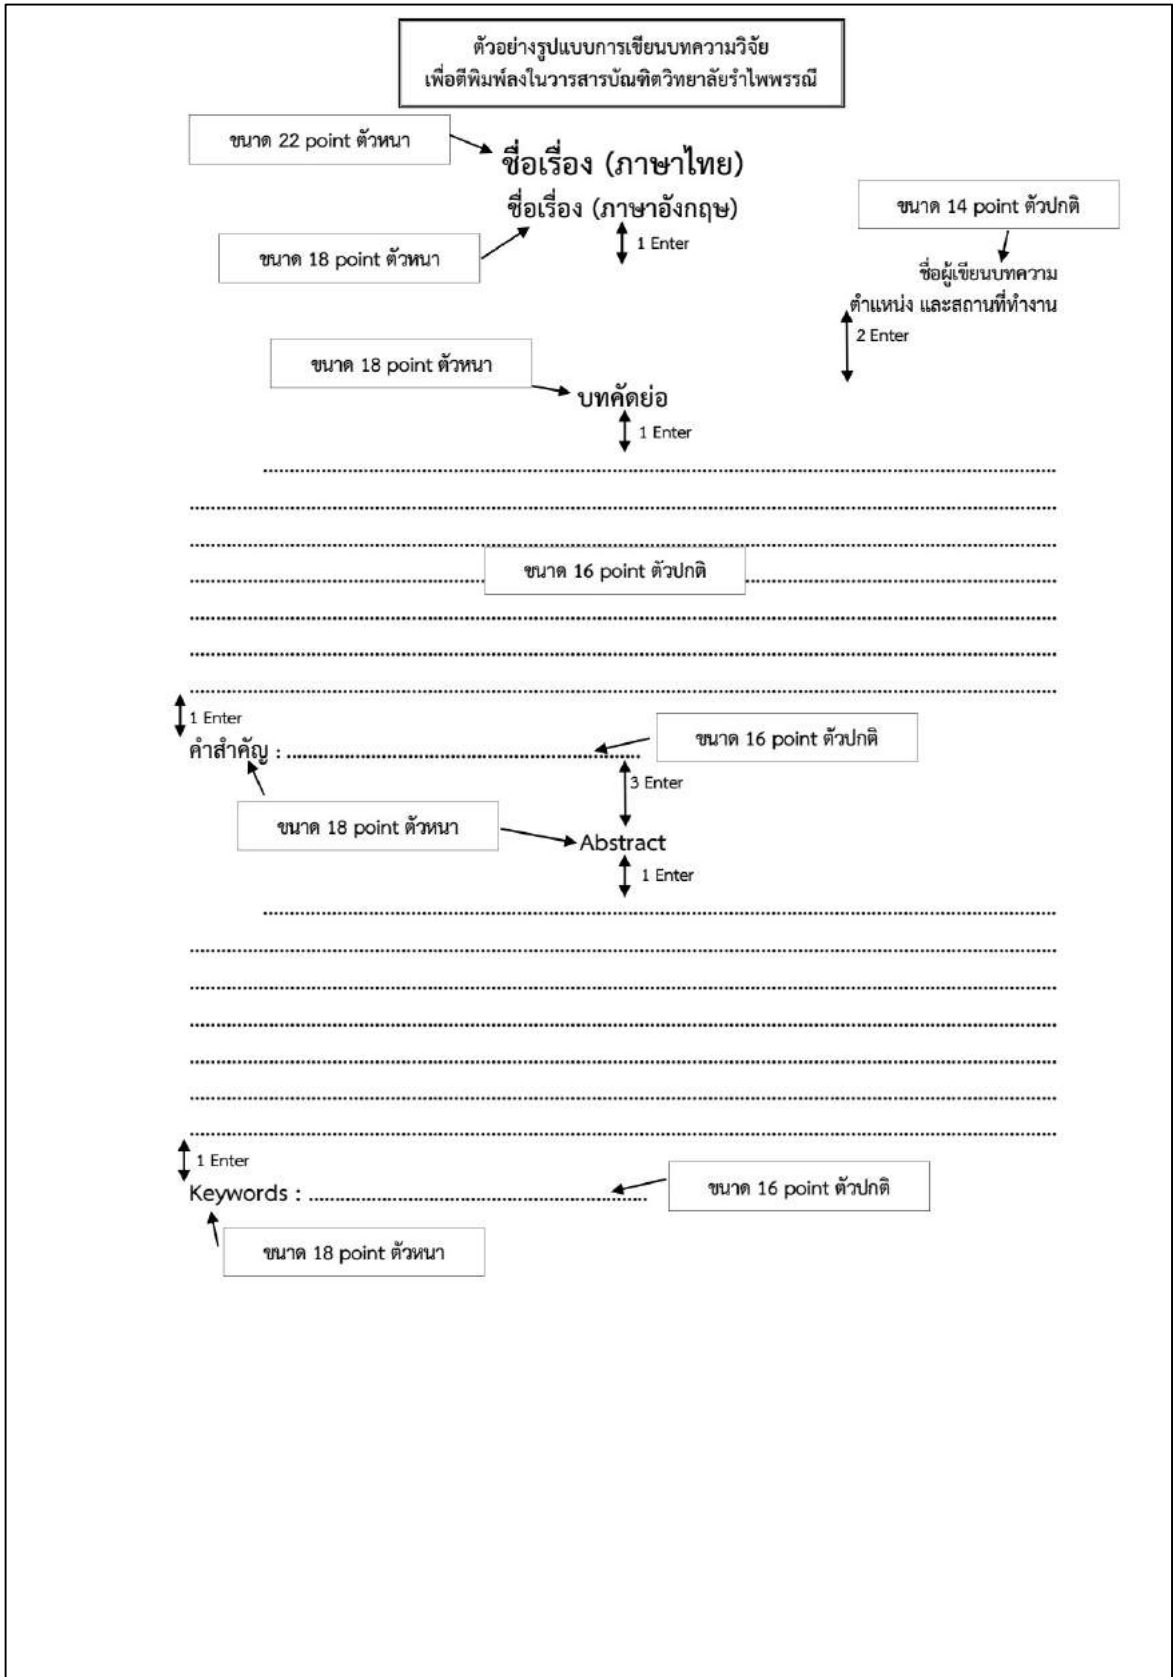 ตัวอย่างรูปแบบการเขียนบทความวิจัย
เพื่อตีพิมพ์ลงในวารสารบัณฑิตวิทยาลัยรำไพพรรณี
ขนาด 22 point ตัวหนา
ชื่อเรื่อง (ภาษาไทย)
ชื่อเรื่อง (ภาษาอังกฤษ)
ขนาด 14 point ตัวปกติ
1 Enter
ขนาด 18 point ตัวหนา
ชื่อผู้เขียนบทความ
ตำแหน่ง และสถานที่ทำงาน
2 Enter
ขนาด 18 point ตัวหนา
บทคัดย่อ
1 Enter
ขนาด 16 point ตัวปกติ
1 Enter
คำสำคัญ : ..............................................................
ขนาด 16 point ตัวปกติ
3 Enter
ขนาด 18 point ตัวหนา
Abstract
1 Enter
1 Enter
Keywords : ..............................................................
ขนาด 16 point ตัวปกติ
ขนาด 18 point ตัวหนา